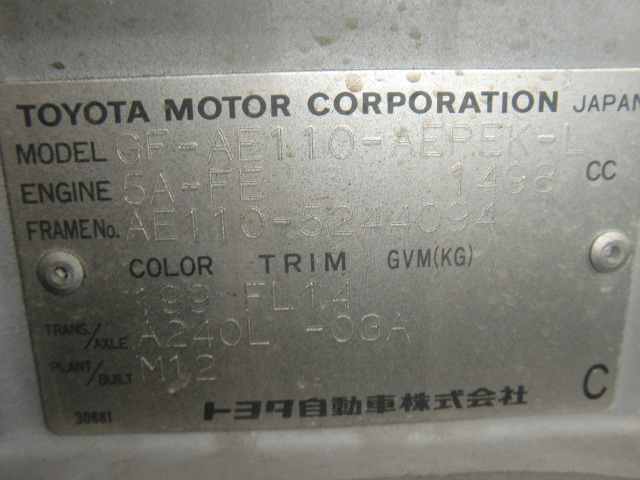 TOYOTA MOTOR CORPORATION JAPAN
MODEL GF-AE110-AEPEK-L
ENGINE 5A-FE 1498 CC
FRAME No. AE110-5244094
COLOR TRIM GVM(KG)
199 FL14
TRANS./AXLE A240L -03A
PLANT/BUILT M12
30881 トヨタ自動車株式会社 C